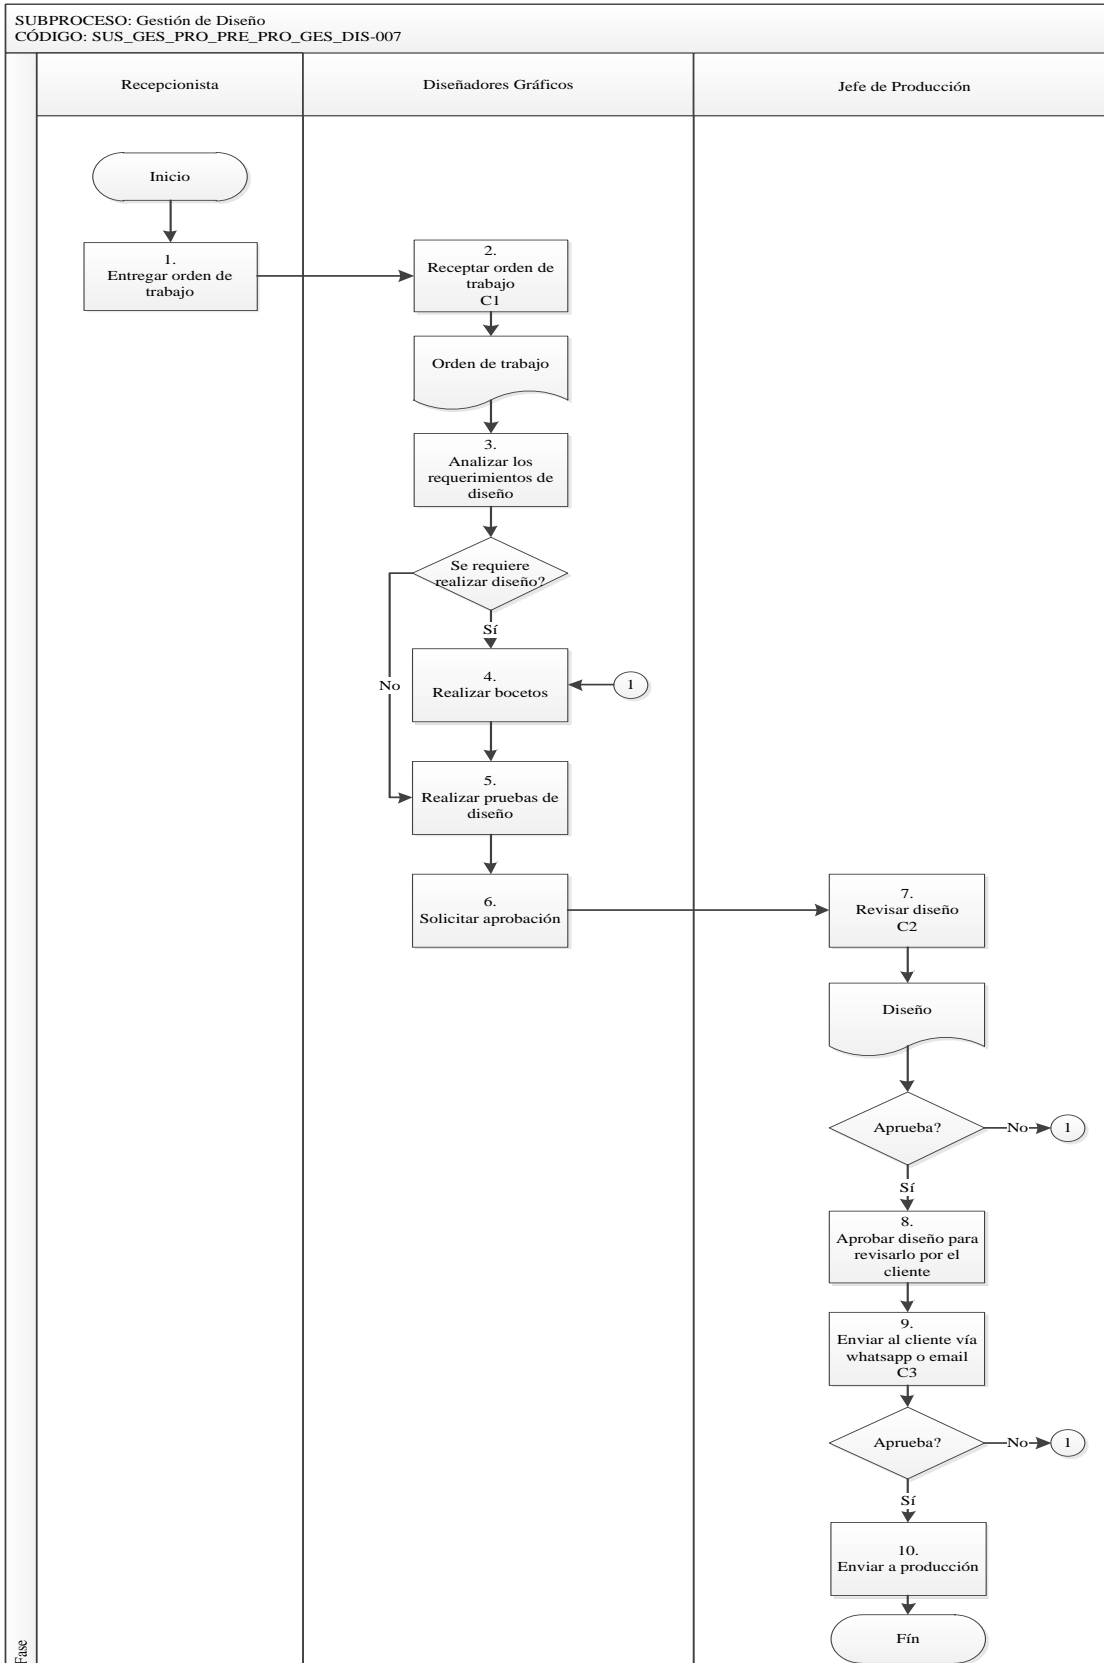 SUBPROCESO: Gestión de Diseño
CÓDIGO: SUS_GES_PRO_PRE_PRO_GES_DIS-007
Recepcionista
Diseñadores Gráficos
Jefe de Producción
Inicio
1.
Entregar orden de
trabajo
2.
Receptar orden de
trabajo
C1
Orden de trabajo
3.
Analizar los
requerimientos de
diseño
Se requiere
realizar diseño?
Sí
No
4.
Realizar bocetos
1
5.
Realizar pruebas de
diseño
6.
Solicitar aprobación
7.
Revisar diseño
C2
Diseño
Aprueba?
No
1
Sí
8.
Aprobar diseño para
revisarlo por el
cliente
9.
Enviar al cliente vía
whatsapp o email
C3
Aprueba?
No
1
Sí
10.
Enviar a producción
Fín
Fase